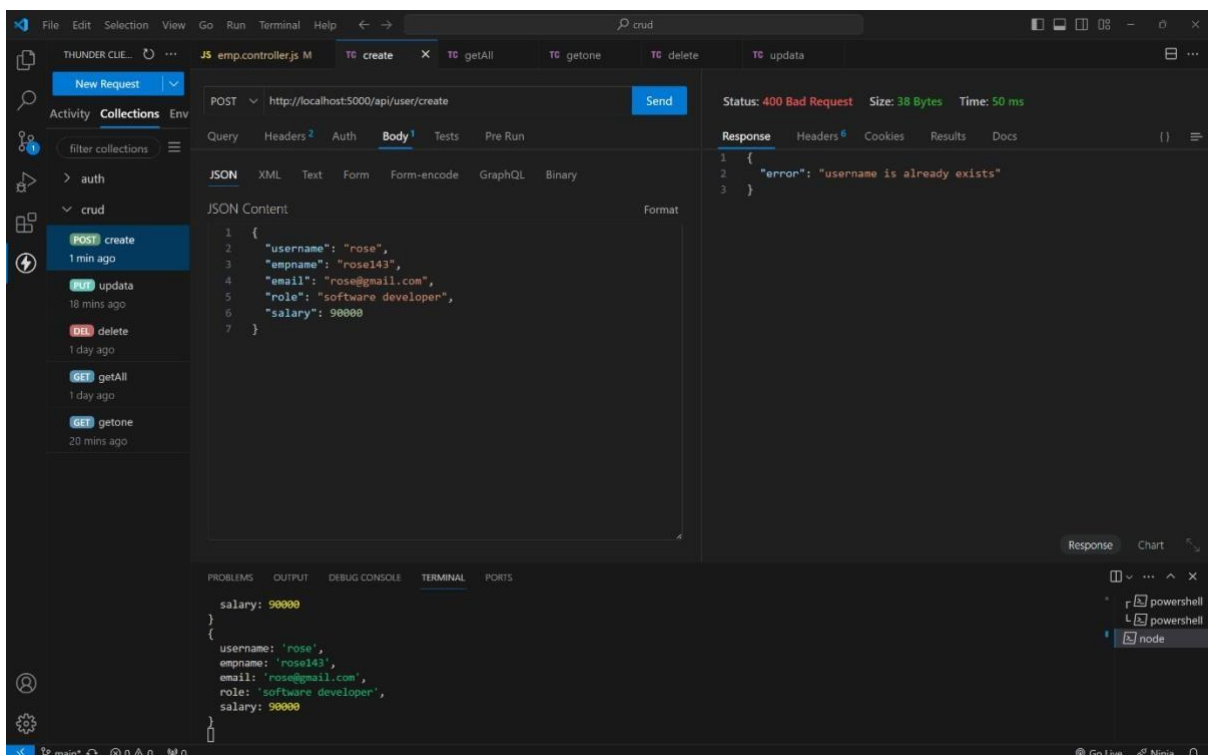 File Edit Selection View Go Run Terminal Help crud
THUNDER CLIE... JS emp.controller.js M TC create TC getAll TC getone TC delete TC updata
New Request
Activity Collections Env
filter collections
auth
crud
POST create
1 min ago
PUT updata
18 mins ago
DEL delete
1 day ago
GET getAll
1 day ago
GET getone
20 mins ago
POST http://localhost:5000/api/user/create Send
Query Headers 2 Auth Body 1 Tests Pre Run
JSON XML Text Form Form-encode GraphQL Binary
JSON Content Format
1 {
2 "username": "rose",
3 "empname": "rose143",
4 "email": "rose@gmail.com",
5 "role": "software developer",
6 "salary": 90000
7 }
Status: 400 Bad Request Size: 38 Bytes Time: 50 ms
Response Headers 6 Cookies Results Docs {}
1 {
2 "error": "username is already exists"
3 }
Response Chart
PROBLEMS OUTPUT DEBUG CONSOLE TERMINAL PORTS
salary: 90000
}
{
username: 'rose',
empname: 'rose143',
email: 'rose@gmail.com',
role: 'software developer',
salary: 90000
}
powershell
powershell
node
main* 0 0 0 Go Live Ninja